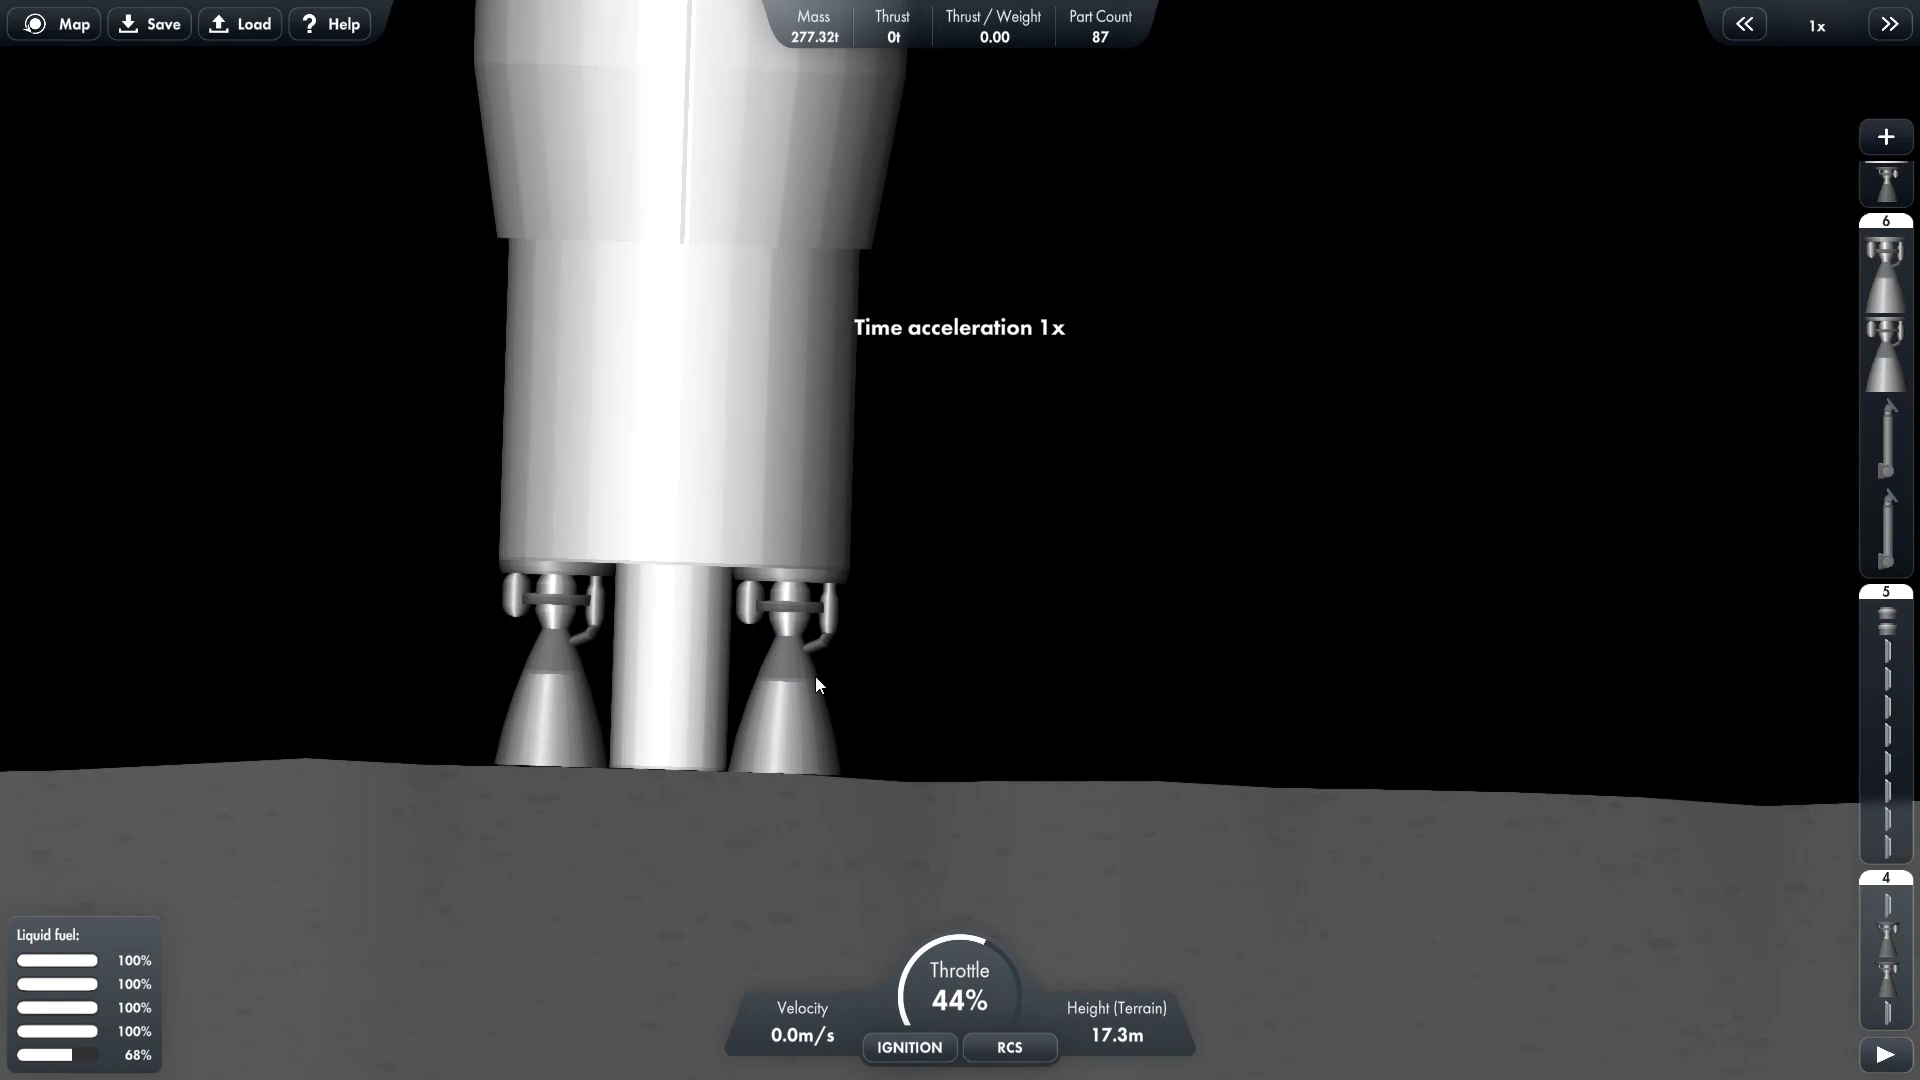 Map
Save
Load
? Help
Mass
277.32t
Thrust
0t
Thrust / Weight
0.00
Part Count
87
1x
6
Time acceleration 1x
5
4
Liquid fuel:
100%
100%
100%
100%
68%
Throttle
44%
Velocity
0.0m/s
Height (Terrain)
17.3m
IGNITION
RCS